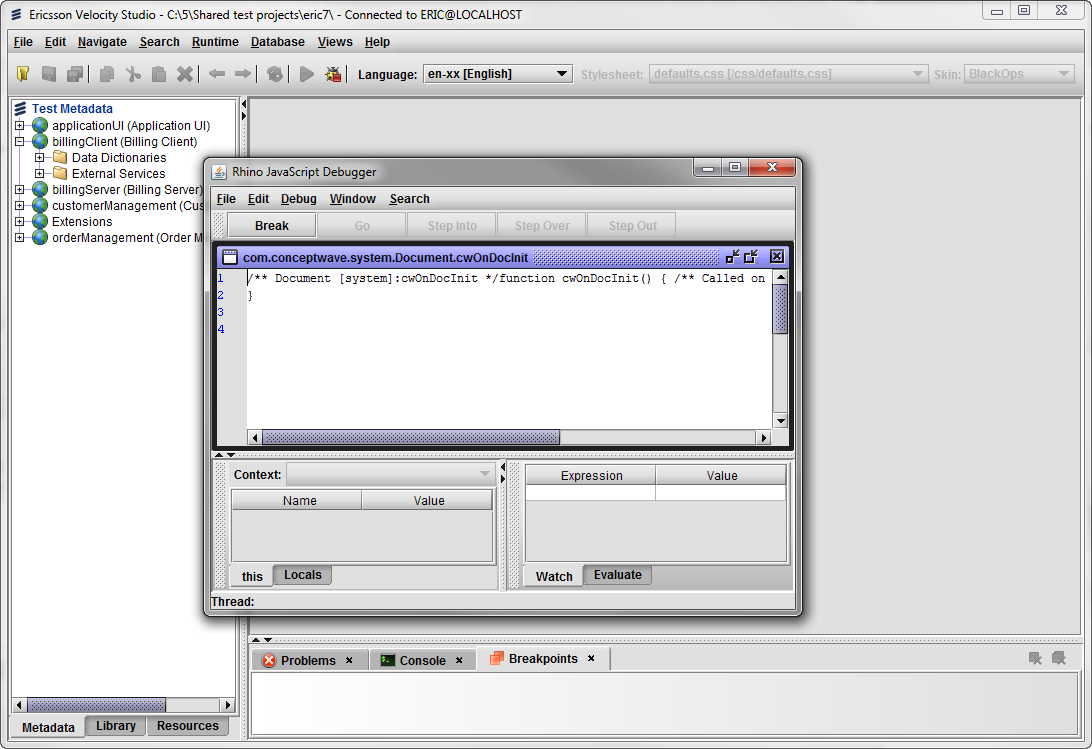 Ericsson Velocity Studio - C:\5\Shared test projects\eric7\ - Connected to ERIC@LOCALHOST
File Edit Navigate Search Runtime Database Views Help
Language: en-xx [English] Stylesheet: defaults.css [/css/defaults.css] Skin: BlackOps
Test Metadata
applicationUI (Application UI)
billingClient (Billing Client)
Data Dictionaries
External Services
billingServer (Billing Server)
customerManagement (Cus
Extensions
orderManagement (Order M
Metadata Library Resources
Rhino JavaScript Debugger
File Edit Debug Window Search
Break Go Step Into Step Over Step Out
com.conceptwave.system.Document.cwOnDocInit
1 /** Document [system]:cwOnDocInit */function cwOnDocInit() { /** Called on
2 }
3
4
Context:
Name Value
this Locals
Expression Value
Watch Evaluate
Thread:
Problems Console Breakpoints